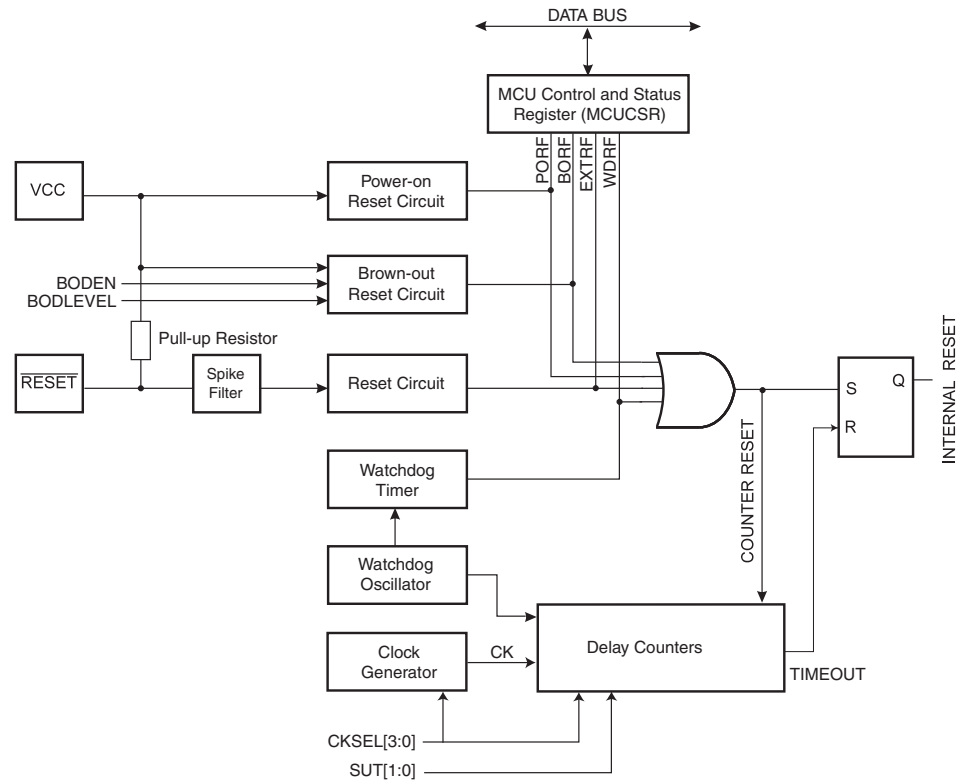 DATA BUS
MCU Control and Status
Register (MCUCSR)
PORF
BORF
EXTRF
WDRF
VCC
Power-on
Reset Circuit
BODEN
BODLEVEL
Brown-out
Reset Circuit
Pull-up Resistor
RESET
Spike
Filter
Reset Circuit
S
Q
R
INTERNAL RESET
COUNTER RESET
Watchdog
Timer
Watchdog
Oscillator
Clock
Generator
CK
Delay Counters
TIMEOUT
CKSEL[3:0]
SUT[1:0]